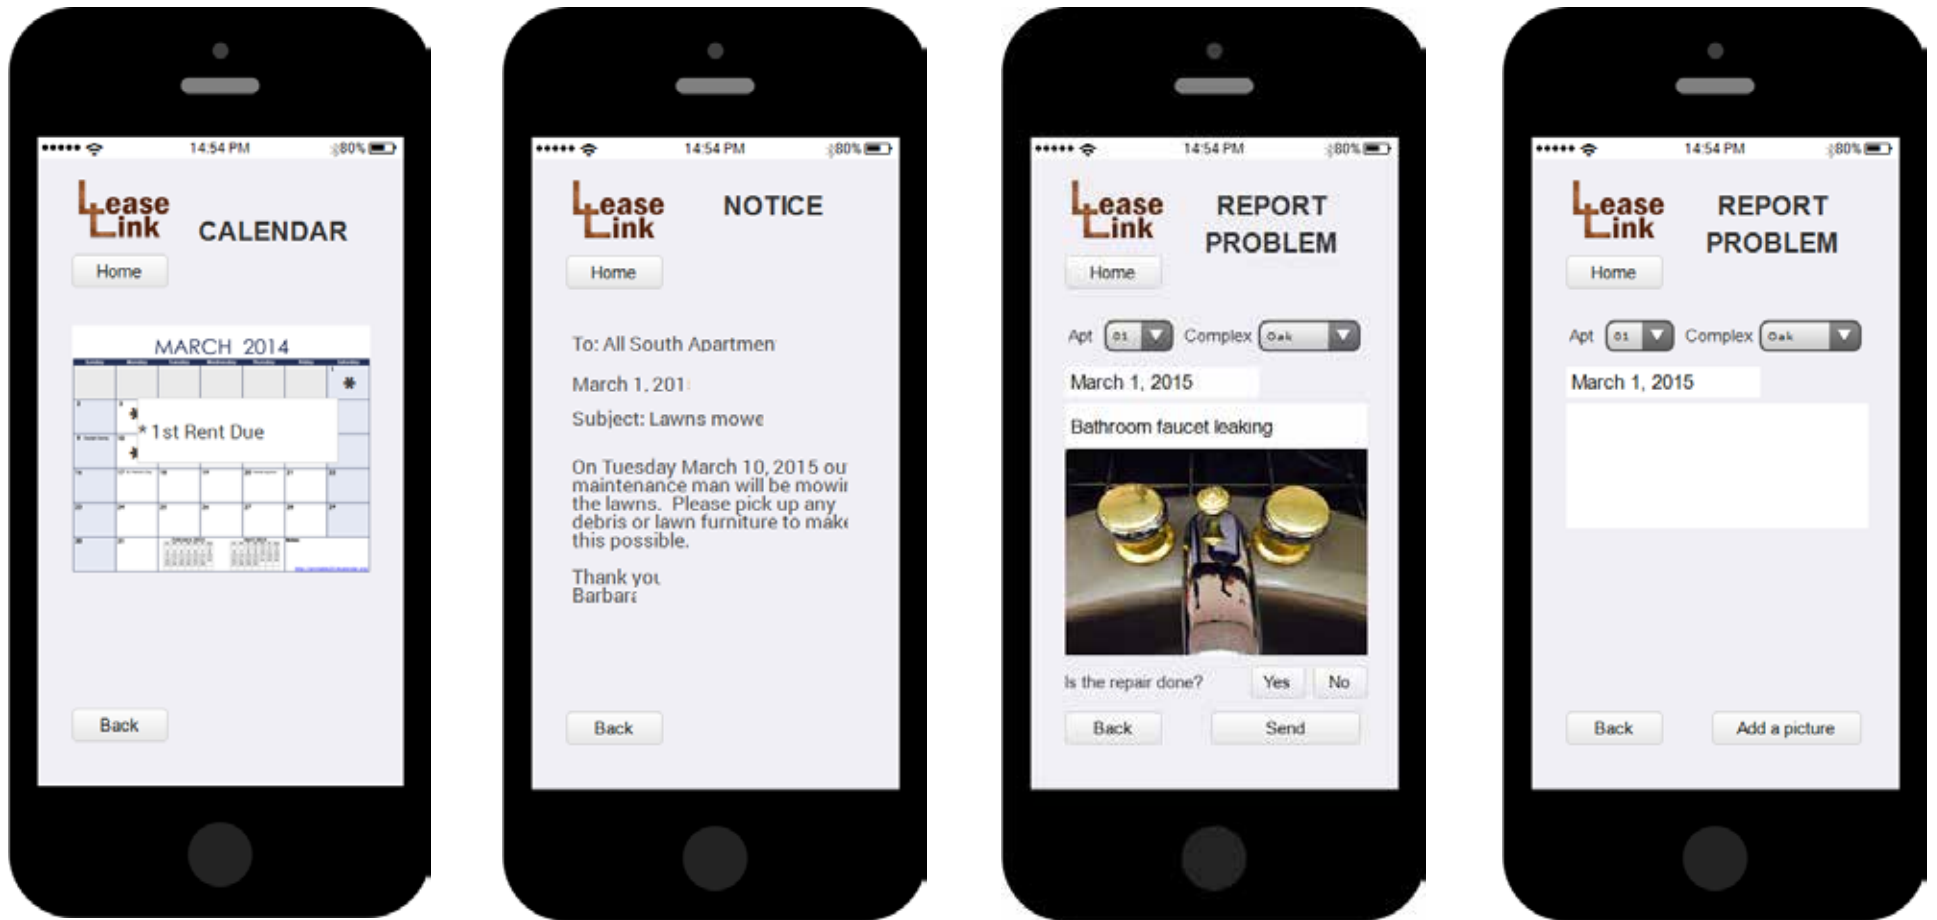 14:54 PM
80%
Lease
Link
CALENDAR
Home
MARCH 2014
* 1st Rent Due
Back
14:54 PM
80%
Lease
Link
NOTICE
Home
To: All South Apartmen
March 1, 201
Subject: Lawns mowe
On Tuesday March 10, 2015 ou
maintenance man will be mowin
the lawns. Please pick up any
debris or lawn furniture to make
this possible.
Thank you
Barbara
Back
14:54 PM
80%
Lease
Link
REPORT
PROBLEM
Home
Apt 01 Complex Oak
March 1, 2015
Bathroom faucet leaking
Is the repair done? Yes No
Back Send
14:54 PM
80%
Lease
Link
REPORT
PROBLEM
Home
Apt 01 Complex Oak
March 1, 2015
Back Add a picture